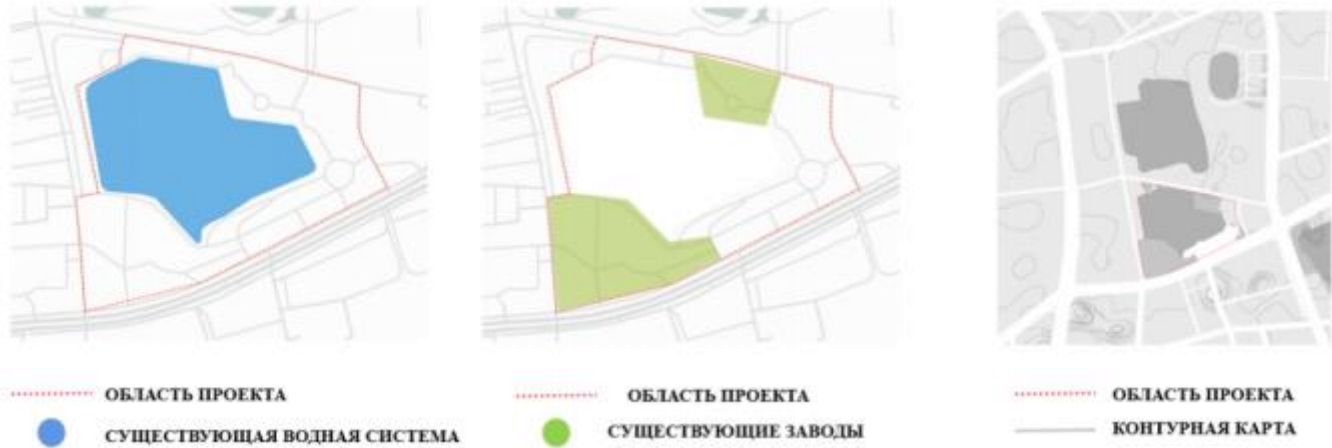 ОБЛАСТЬ ПРОЕКТА
СУЩЕСТВУЮЩАЯ ВОДНАЯ СИСТЕМА
ОБЛАСТЬ ПРОЕКТА
СУЩЕСТВУЮЩИЕ ЗАВОДЫ
ОБЛАСТЬ ПРОЕКТА
КОНТУРНАЯ КАРТА